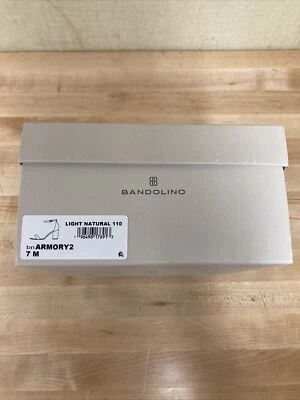 BANDOLINO
LIGHT NATURAL 110
bnARMORY2
7 M